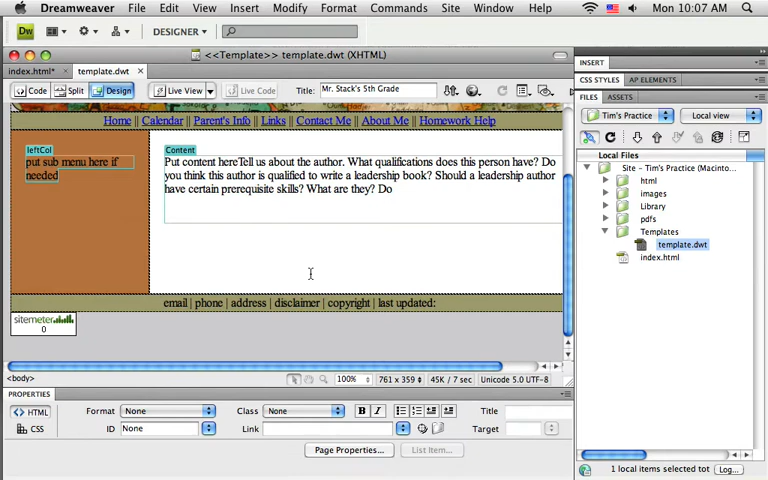 Dreamweaver File Edit View Insert Modify Format Commands Site Window Help Mon 10:07 AM
Dw DESIGNER
<<Template>> template.dwt (XHTML)
index.html* template.dwt
Code Split Design Live View Live Code Title: Mr. Stack's 5th Grade
Home || Calendar || Parent's Info || Links || Contact Me || About Me || Homework Help
leftCol
put sub menu here if
needed
Content
Put content hereTell us about the author. What qualifications does this person have? Do
you think this author is qualified to write a leadership book? Should a leadership author
have certain prerequisite skills? What are they? Do
email | phone | address | disclaimer | copyright | last updated:
sitemeter
0
<body> 100% 761 x 359 45K / 7 sec Unicode 5.0 UTF-8
PROPERTIES
<> HTML Format None Class None B I Title
CSS ID None Link Target
Page Properties... List Item...
INSERT
CSS STYLES AP ELEMENTS
FILES ASSETS
Tim's Practice Local view
Local Files
Site - Tim's Practice (Macinto...
html
images
Library
pdfs
Templates
template.dwt
index.html
1 local items selected tot Log...